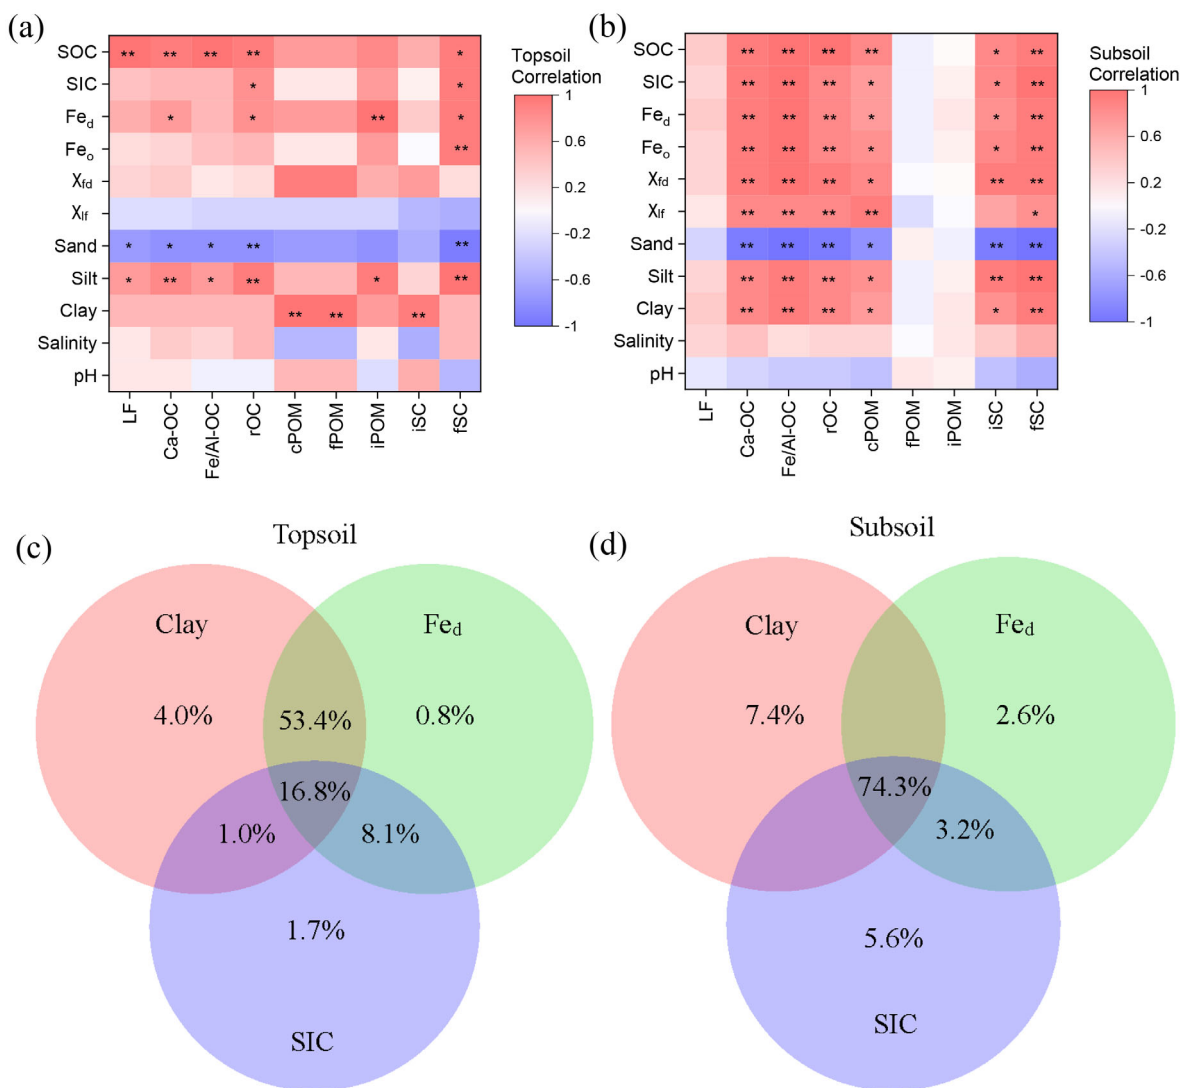 (a)
SOC ** ** ** ** * *
SIC * *
Fed * * ** *
Feo **
Χfd
Χlf
Sand * * * ** **
Silt * ** * ** * **
Clay ** ** **
Salinity
pH
LF Ca-OC Fe/Al-OC rOC cPOM fPOM iPOM iSC fSC
Topsoil
Correlation
1
0.6
0.2
-0.2
-0.6
-1
(b)
SOC ** ** ** ** * **
SIC ** ** ** * * **
Fed ** ** ** * * **
Feo ** ** ** * * **
Χfd ** ** ** * ** **
Χlf ** ** ** ** *
Sand ** ** ** * ** **
Silt ** ** ** * ** **
Clay ** ** ** * * **
Salinity
pH
LF Ca-OC Fe/Al-OC rOC cPOM fPOM iPOM iSC fSC
Subsoil
Correlation
1
0.6
0.2
-0.2
-0.6
-1
(c)
Topsoil
Clay
Fed
4.0%
53.4%
0.8%
16.8%
1.0%
8.1%
1.7%
SIC
(d)
Subsoil
Clay
Fed
7.4%
2.6%
74.3%
3.2%
5.6%
SIC